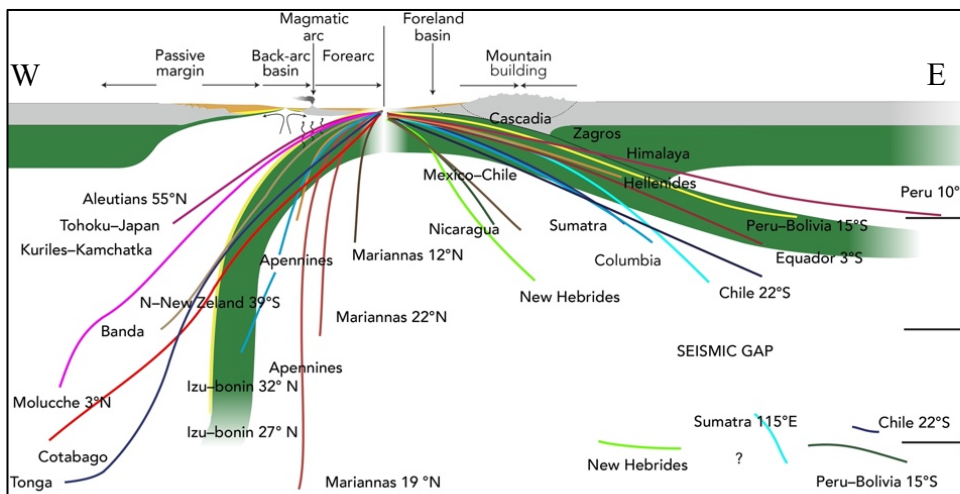 Magmatic
arc
Foreland
basin
Passive
margin
Back-arc
basin
Forearc
Mountain
building
W
E
Cascadia
Zagros
Himalaya
Mexico–Chile
Hellenides
Aleutians 55°N
Peru 10°
Tohoku–Japan
Nicaragua
Sumatra
Peru–Bolivia 15°S
Kuriles–Kamchatka
Apennines
Mariannas 12°N
Columbia
Equador 3°S
N–New Zeland 39°S
New Hebrides
Chile 22°S
Banda
Mariannas 22°N
SEISMIC GAP
Apennines
Izu–bonin 32° N
Molucche 3°N
Izu–bonin 27° N
Sumatra 115°E
Chile 22°S
Cotabago
?
New Hebrides
Tonga
Mariannas 19 °N
Peru-Bolivia 15°S